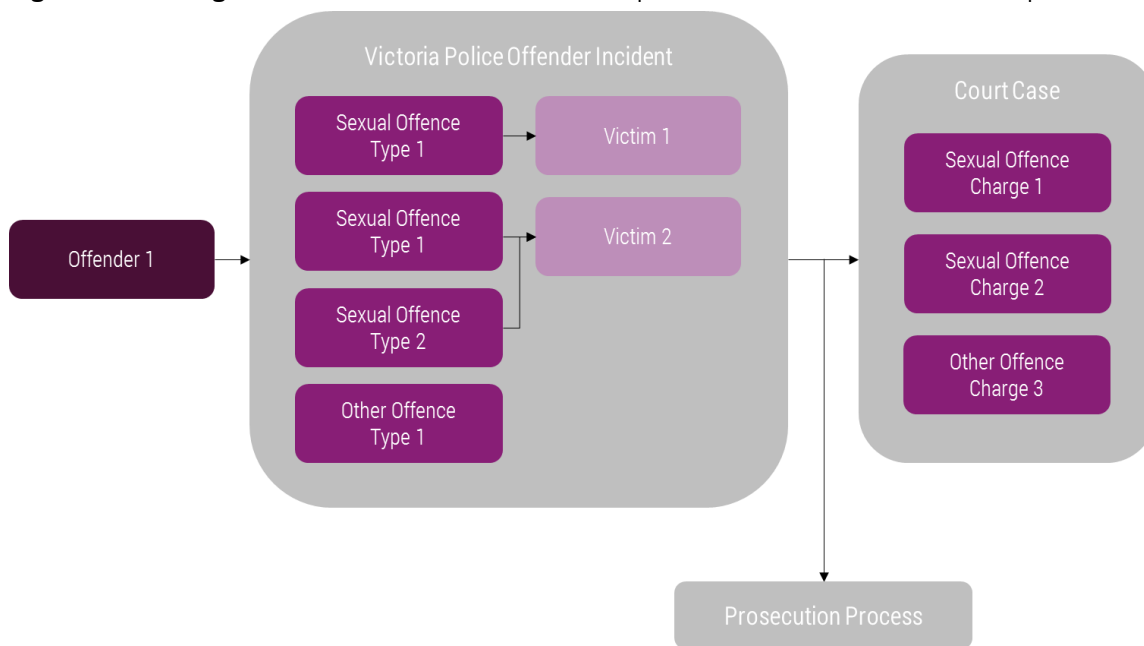 Victoria Police Offender Incident
Court Case
Sexual Offence
Type 1
Victim 1
Sexual Offence
Charge 1
Sexual Offence
Type 1
Victim 2
Offender 1
Sexual Offence
Charge 2
Sexual Offence
Type 2
Other Offence
Charge 3
Other Offence
Type 1
Prosecution Process